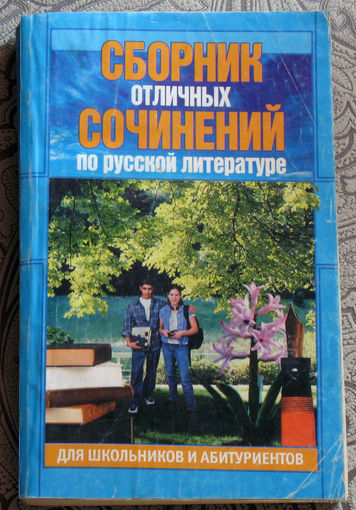 СБОРНИК
ОТЛИЧНЫХ
СОЧИНЕНИЙ
по русской литературе
ДЛЯ ШКОЛЬНИКОВ И АБИТУРИЕНТОВ